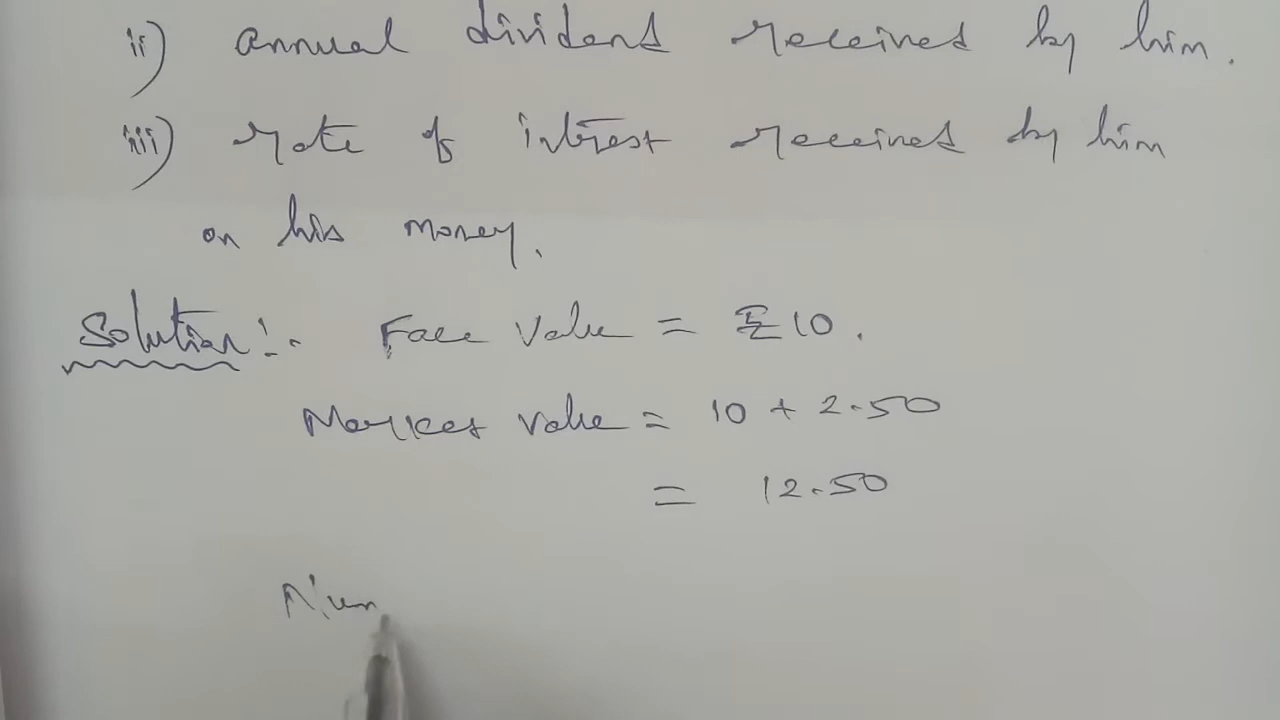 ii) annual dividend received by him.
iii) rate of interest received by him
on his money.
Solution:- Face Value = ₹10.
Market Value = 10 + 2.50
= 12.50
Num